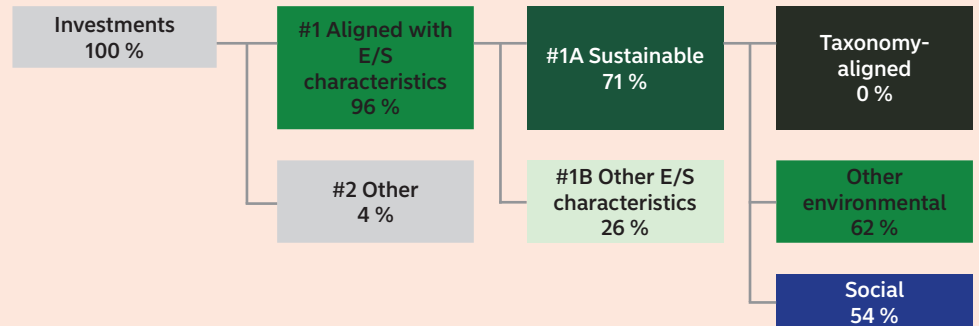 Investments
100 %
#1 Aligned with
E/S
characteristics
96 %
#2 Other
4 %
#1A Sustainable
71 %
#1B Other E/S
characteristics
26 %
Taxonomy-
aligned
0 %
Other
environmental
62 %
Social
54 %